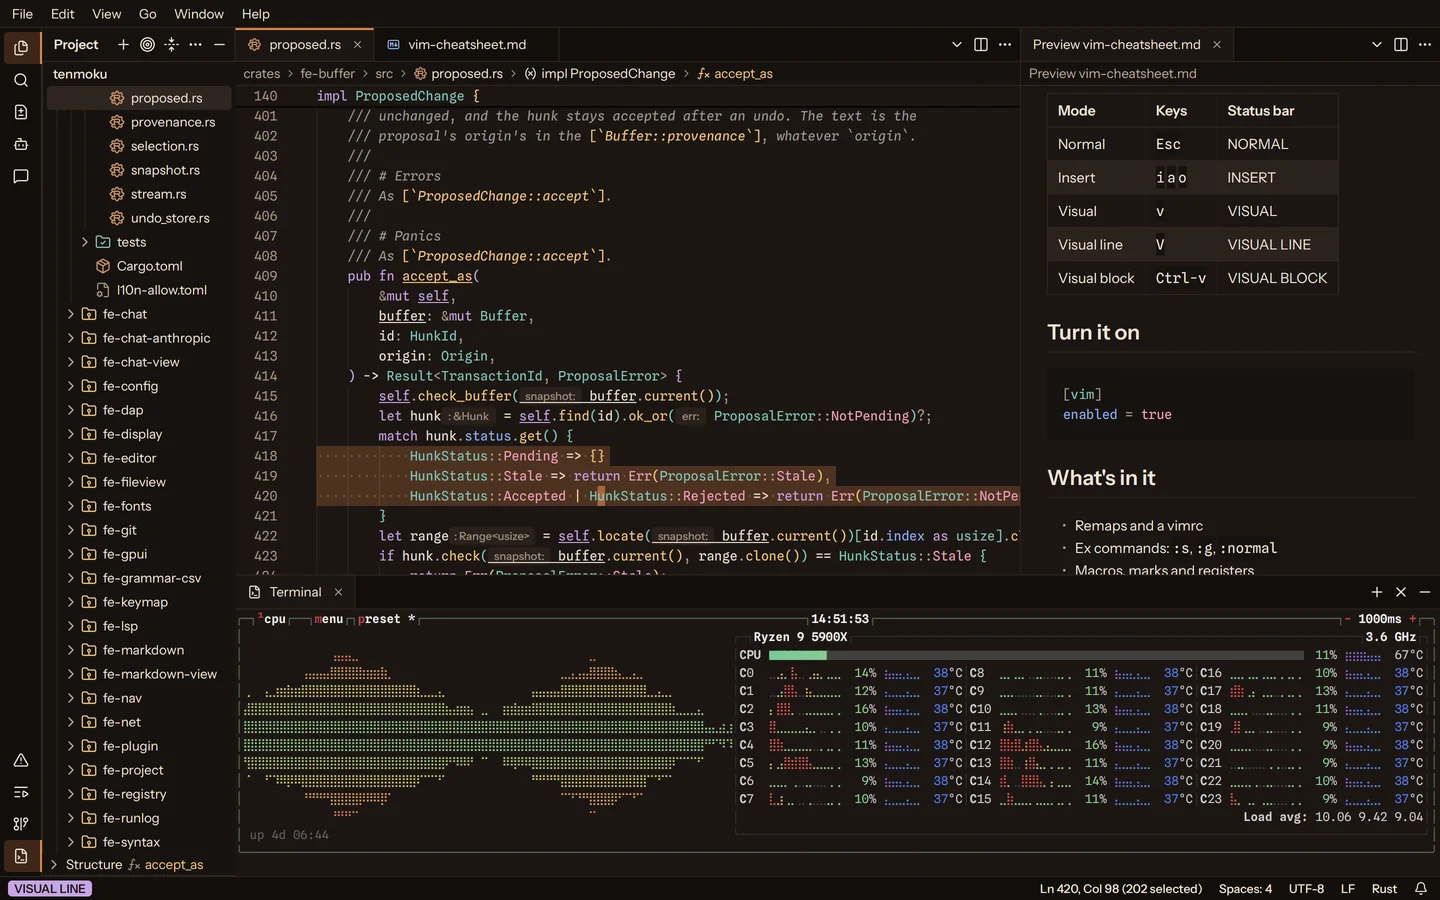 File Edit View Go Window Help
Project
proposed.rs
vim-cheatsheet.md
Preview vim-cheatsheet.md
tenmoku
crates > fe-buffer > src > proposed.rs > impl ProposedChange > accept_as
Preview vim-cheatsheet.md
proposed.rs
provenance.rs
selection.rs
snapshot.rs
stream.rs
undo_store.rs
tests
Cargo.toml
l10n-allow.toml
fe-chat
fe-chat-anthropic
fe-chat-view
fe-config
fe-dap
fe-display
fe-editor
fe-fileview
fe-fonts
fe-git
fe-gpui
fe-grammar-csv
fe-keymap
fe-lsp
fe-markdown
fe-markdown-view
fe-nav
fe-net
fe-plugin
fe-project
fe-registry
fe-runlog
fe-syntax
Structure accept_as
140 impl ProposedChange {
401 /// unchanged, and the hunk stays accepted after an undo. The text is the
402 /// proposal's origin's in the [`Buffer::provenance`], whatever `origin`.
403 ///
404 /// # Errors
405 /// As [`ProposedChange::accept`].
406 ///
407 /// # Panics
408 /// As [`ProposedChange::accept`].
409 pub fn accept_as(
410 &mut self,
411 buffer: &mut Buffer,
412 id: HunkId,
413 origin: Origin,
414 ) -> Result<TransactionId, ProposalError> {
415 self.check_buffer( snapshot: buffer.current());
416 let hunk : &Hunk = self.find(id).ok_or( err: ProposalError::NotPending)?;
417 match hunk.status.get() {
418 HunkStatus::Pending => {}
419 HunkStatus::Stale => return Err(ProposalError::Stale),
420 HunkStatus::Accepted | HunkStatus::Rejected => return Err(ProposalError::NotPe
421 }
422 let range : Range<usize> = self.locate( snapshot: buffer.current())[id.index as usize].c
423 if hunk.check( snapshot: buffer.current(), range.clone()) == HunkStatus::Stale {
Mode Keys Status bar
Normal Esc NORMAL
Insert i a o INSERT
Visual v VISUAL
Visual line V VISUAL LINE
Visual block Ctrl-v VISUAL BLOCK
Turn it on
[vim]
enabled = true
What's in it
• Remaps and a vimrc
• Ex commands: :s, :g, :normal
• Macros, marks and registers
Terminal
¹cpu menu preset * 14:51:53 - 1000ms +
Ryzen 9 5900X 3.6 GHz
CPU 11% 67°C
C0 14% 38°C C8 11% 38°C C16 10% 38°C
C1 12% 37°C C9 11% 37°C C17 13% 37°C
C2 16% 38°C C10 13% 38°C C18 11% 38°C
C3 10% 37°C C11 9% 37°C C19 9% 37°C
C4 11% 38°C C12 16% 38°C C20 9% 38°C
C5 13% 37°C C13 11% 37°C C21 9% 37°C
C6 9% 38°C C14 14% 38°C C22 10% 38°C
C7 10% 37°C C15 11% 37°C C23 9% 37°C
Load avg: 10.06 9.42 9.04
up 4d 06:44
VISUAL LINE
Ln 420, Col 98 (202 selected) Spaces: 4 UTF-8 LF Rust